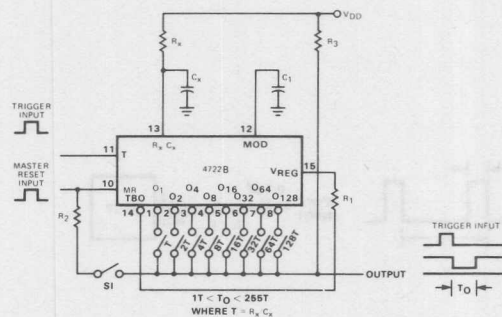 VDD
Rx
R3
Cx
C1
TRIGGER
INPUT
13
12
Rx Cx
MOD
11
T
4722B
VREG
15
MASTER
RESET
INPUT
10
MR
O1 O4 O16 O64
TBO O2 O8 O32 O128
14 1 2 3 4 5 6 7 8
R2
R1
T 2T 4T 8T 16T 32T 64T 128T
SI
OUTPUT
TRIGGER INPUT
TO
1T < TO < 255T
WHERE T = Rx Cx